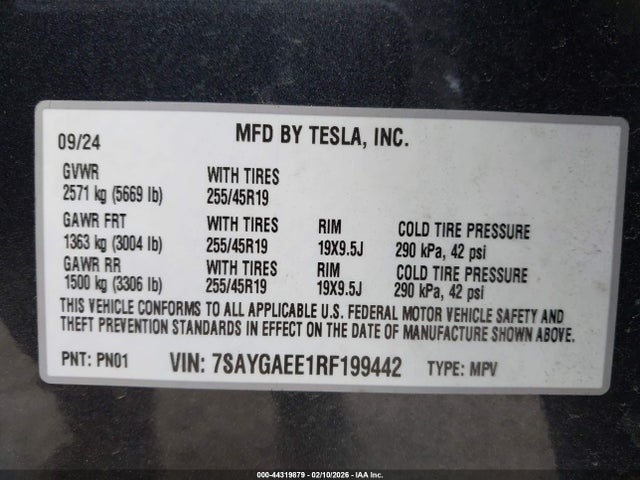 09/24 MFD BY TESLA, INC.
GVWR WITH TIRES
2571 kg (5669 lb) 255/45R19
GAWR FRT WITH TIRES RIM COLD TIRE PRESSURE
1363 kg (3004 lb) 255/45R19 19X9.5J 290 kPa, 42 psi
GAWR RR WITH TIRES RIM COLD TIRE PRESSURE
1500 kg (3306 lb) 255/45R19 19X9.5J 290 kPa, 42 psi
THIS VEHICLE CONFORMS TO ALL APPLICABLE U.S. FEDERAL MOTOR VEHICLE SAFETY AND
THEFT PREVENTION STANDARDS IN EFFECT ON THE DATE OF MANUFACTURE SHOWN ABOVE.
PNT: PN01 VIN: 7SAYGAEE1RF199442 TYPE: MPV
000-44319879 - 02/10/2026 - IAA Inc.